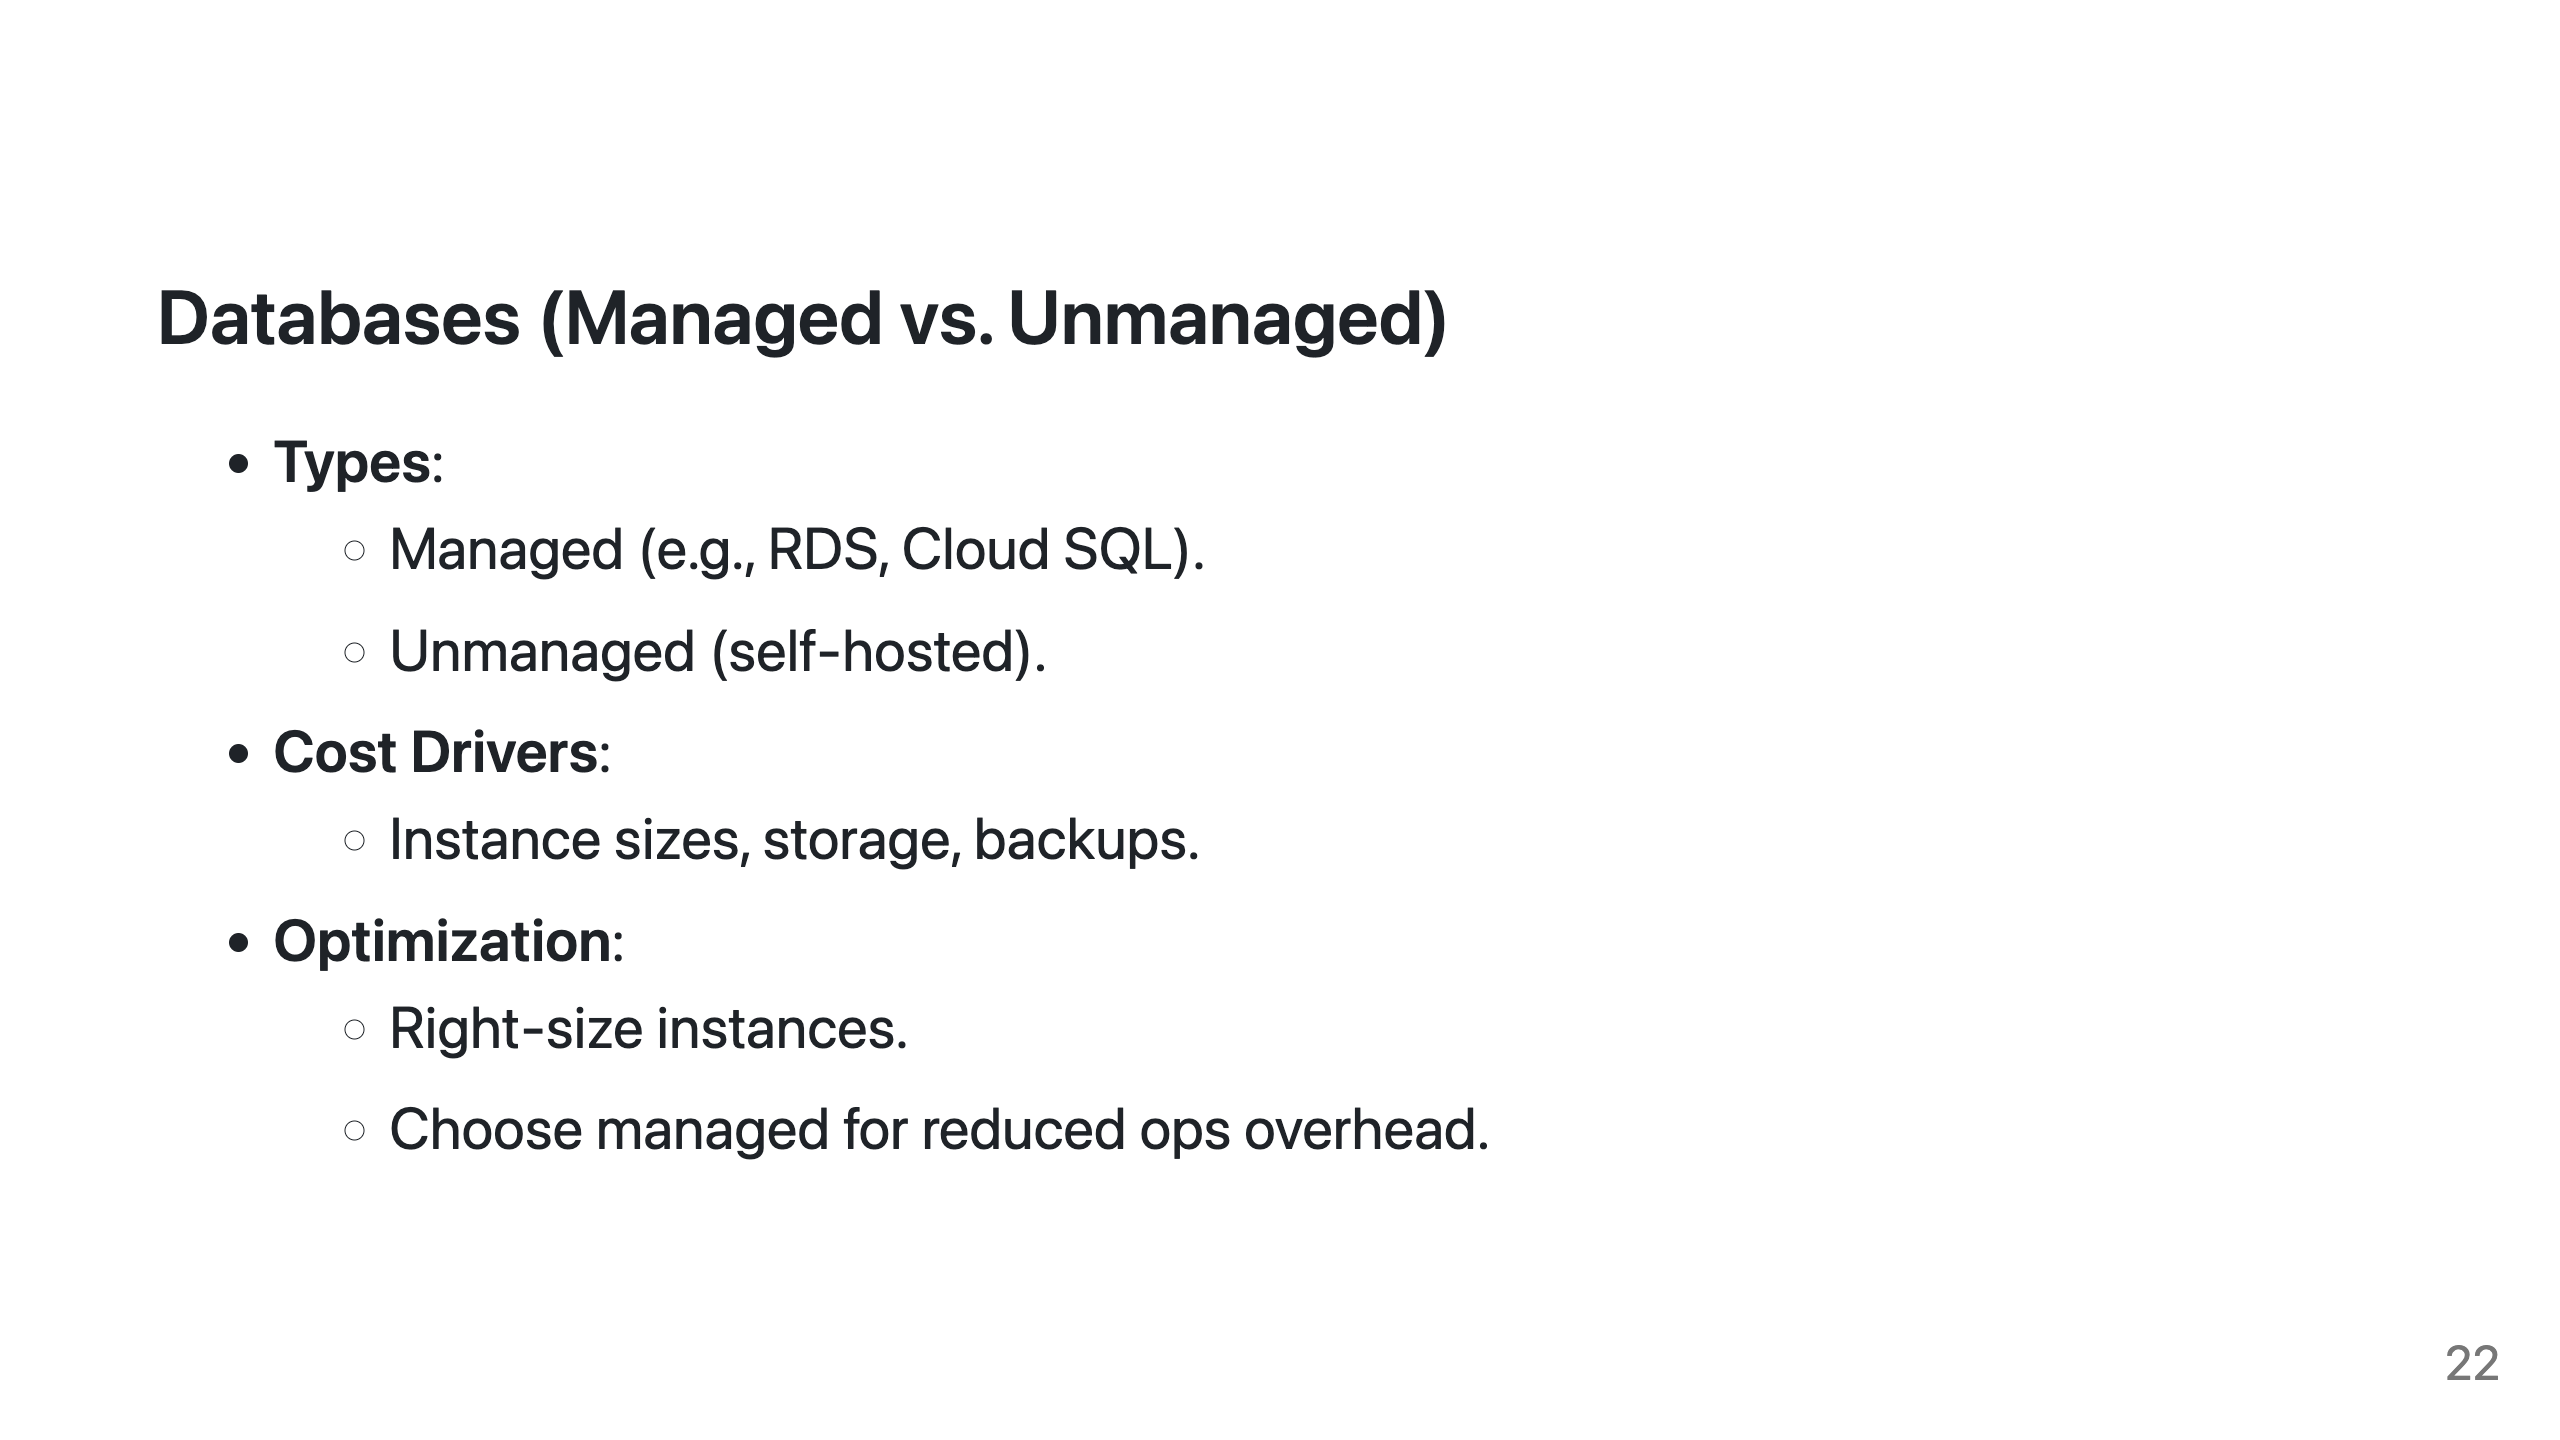 Databases (Managed vs. Unmanaged)
• Types:
○ Managed (e.g., RDS, Cloud SQL).
○ Unmanaged (self-hosted).
• Cost Drivers:
○ Instance sizes, storage, backups.
• Optimization:
○ Right-size instances.
○ Choose managed for reduced ops overhead.
22